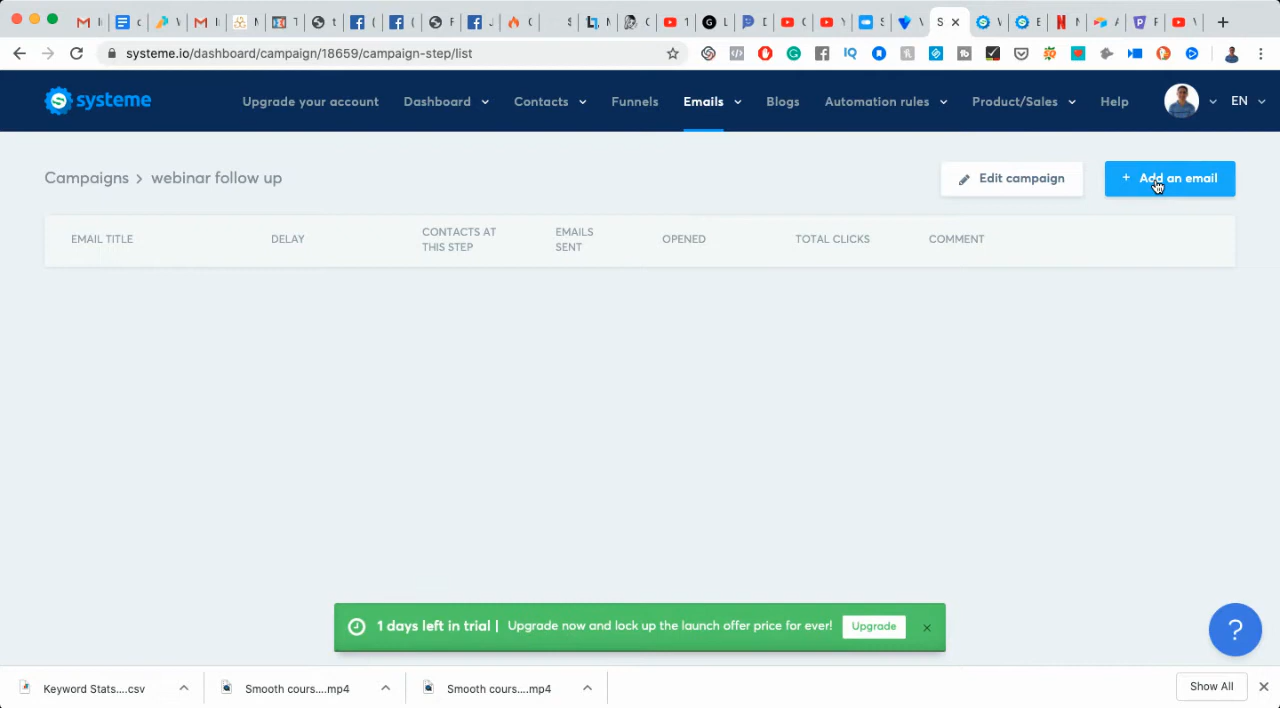 systeme.io/dashboard/campaign/18659/campaign-step/list
systeme
Upgrade your account
Dashboard
Contacts
Funnels
Emails
Blogs
Automation rules
Product/Sales
Help
EN
Campaigns > webinar follow up
Edit campaign
+ Add an email
EMAIL TITLE
DELAY
CONTACTS AT
THIS STEP
EMAILS
SENT
OPENED
TOTAL CLICKS
COMMENT
1 days left in trial | Upgrade now and lock up the launch offer price for ever!
Upgrade
?
Keyword Stats....csv
Smooth cours....mp4
Smooth cours....mp4
Show All